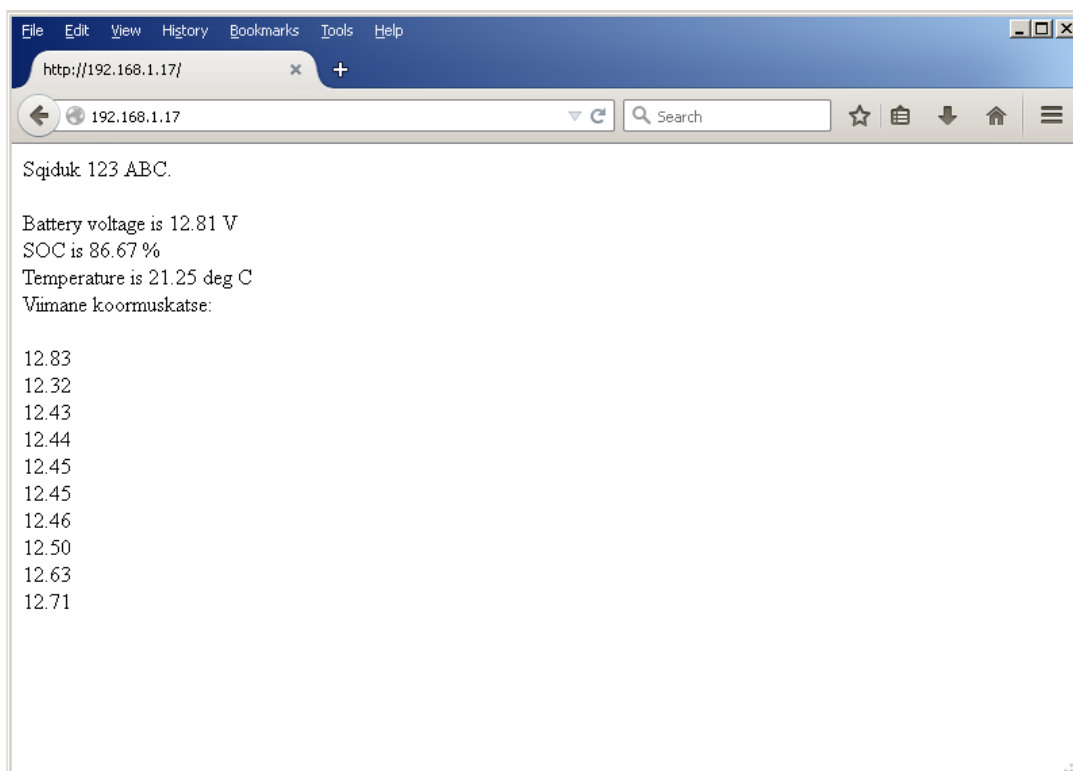 File Edit View History Bookmarks Tools Help
http://192.168.1.17/
192.168.1.17 Search
Sqiduk 123 ABC.
Battery voltage is 12.81 V
SOC is 86.67 %
Temperature is 21.25 deg C
Viimane koormuskatse:
12.83
12.32
12.43
12.44
12.45
12.45
12.46
12.50
12.63
12.71